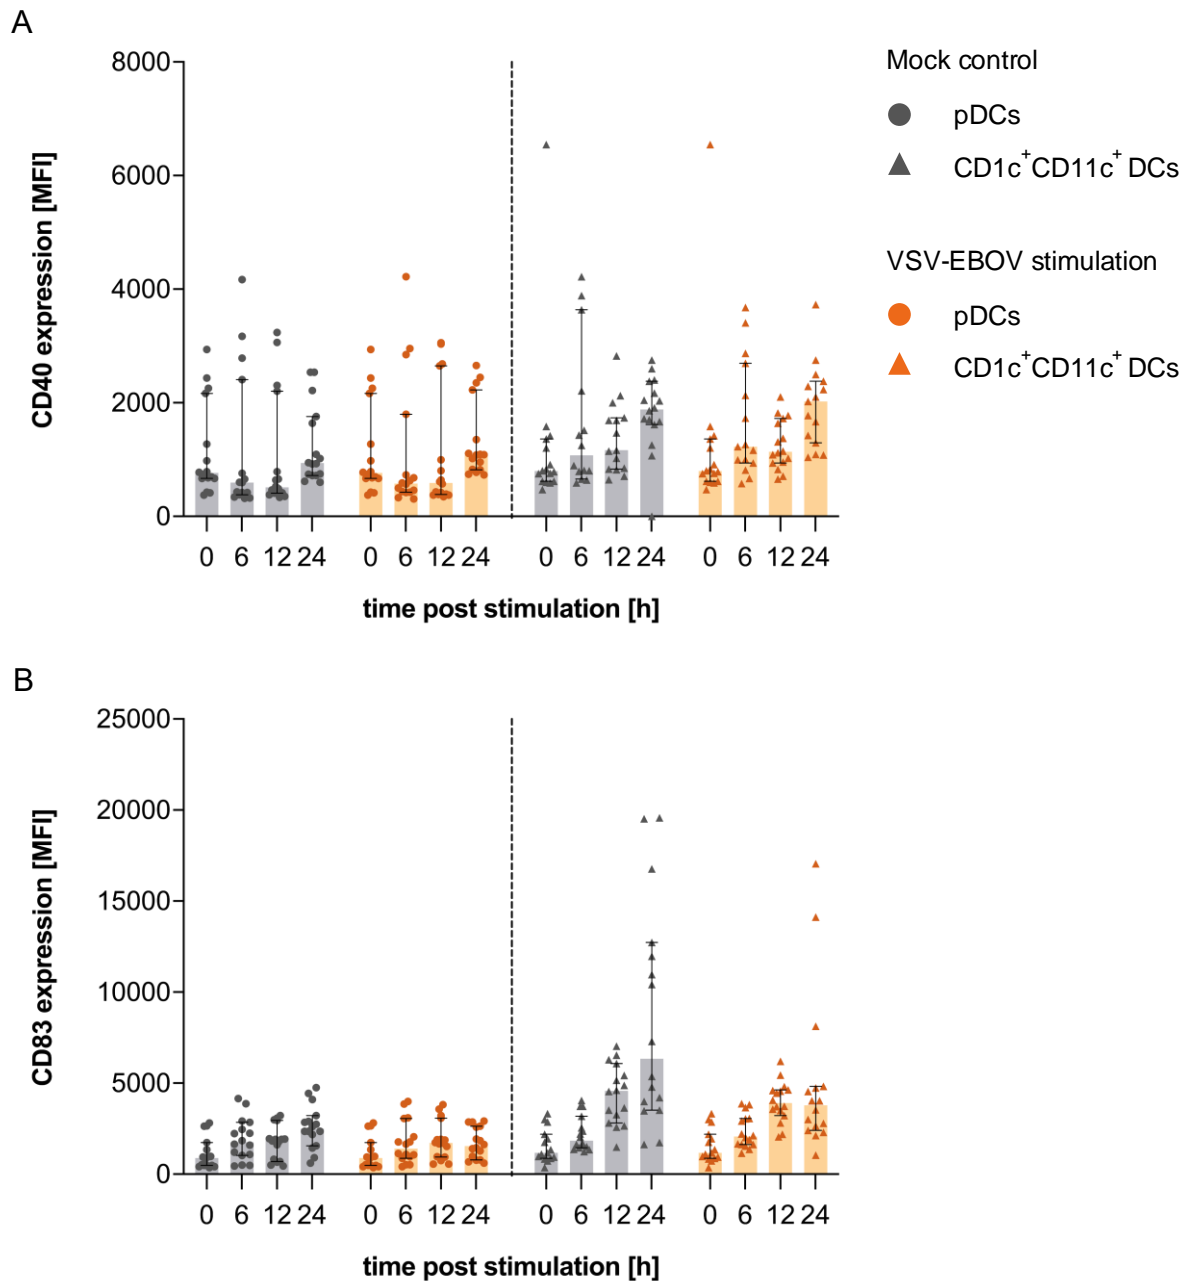 A
8000
6000
4000
2000
0
CD40 expression [MFI]
0 6 12 24 0 6 12 24 0 6 12 24 0 6 12 24
time post stimulation [h]
Mock control
pDCs
CD1c+CD11c+ DCs
VSV-EBOV stimulation
pDCs
CD1c+CD11c+ DCs
B
25000
20000
15000
10000
5000
0
CD83 expression [MFI]
0 6 12 24 0 6 12 24 0 6 12 24 0 6 12 24
time post stimulation [h]